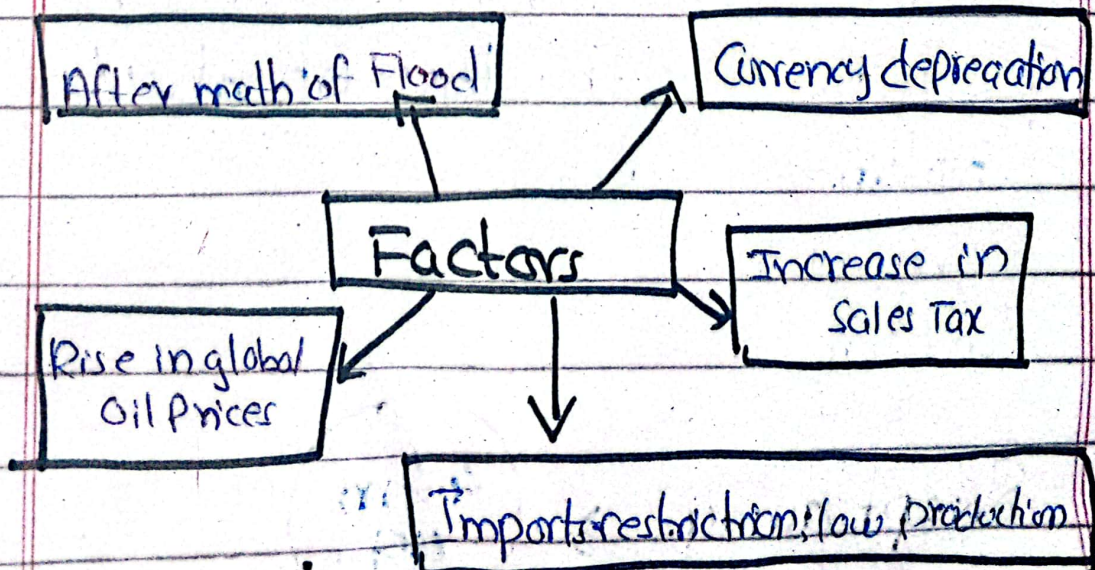 After math of Flood
Currency depreciation
Factors
Increase in
Sales Tax
Rise in global
Oil Prices
Imports restriction; low production